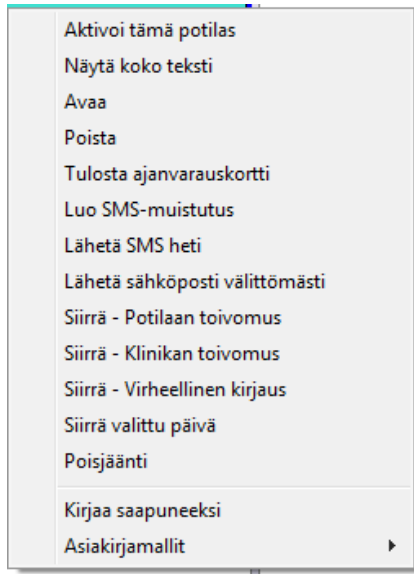 Aktivoi tämä potilas
Näytä koko teksti
Avaa
Poista
Tulosta ajanvarauskortti
Luo SMS-muistutus
Lähetä SMS heti
Lähetä sähköposti välittömästi
Siirrä - Potilaan toivomus
Siirrä - Klinikan toivomus
Siirrä - Virheellinen kirjaus
Siirrä valittu päivä
Poisjäänti
Kirjaa saapuneeksi
Asiakirjamallit